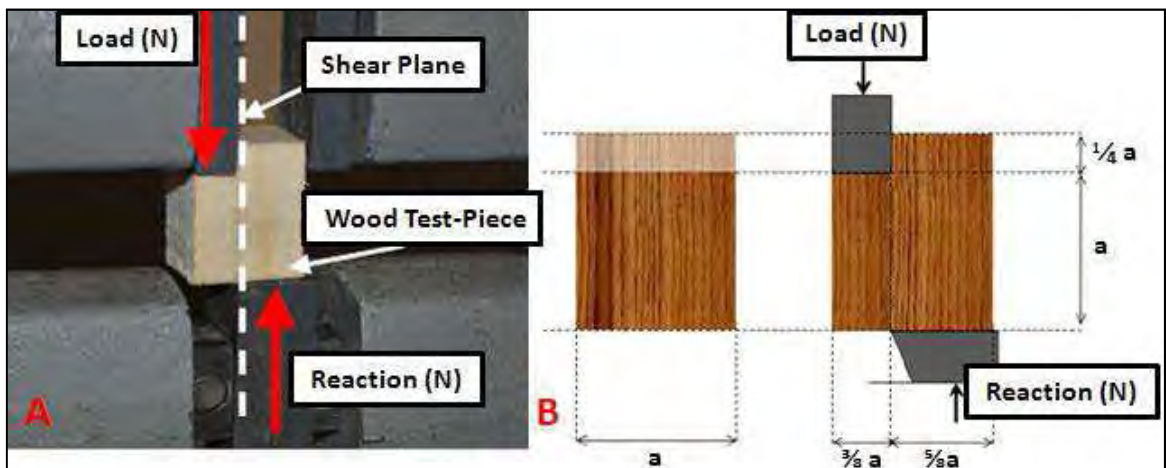 Load (N)
Shear Plane
Wood Test-Piece
Reaction (N)
A
Load (N)
¼ a
a
Reaction (N)
B
a
⅜ a
⅝a